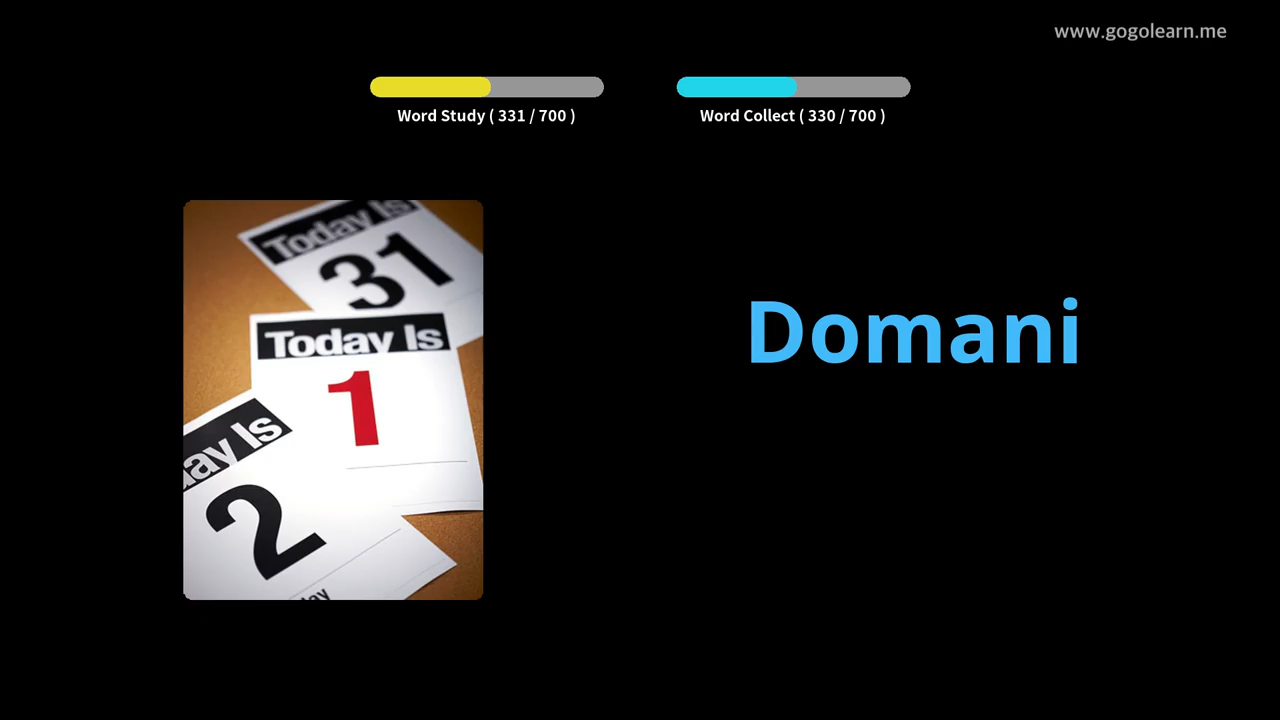 www.gogolearn.me
Word Study ( 331 / 700 )
Word Collect ( 330 / 700 )
Today Is
31
Today Is
1
ay Is
2
Domani